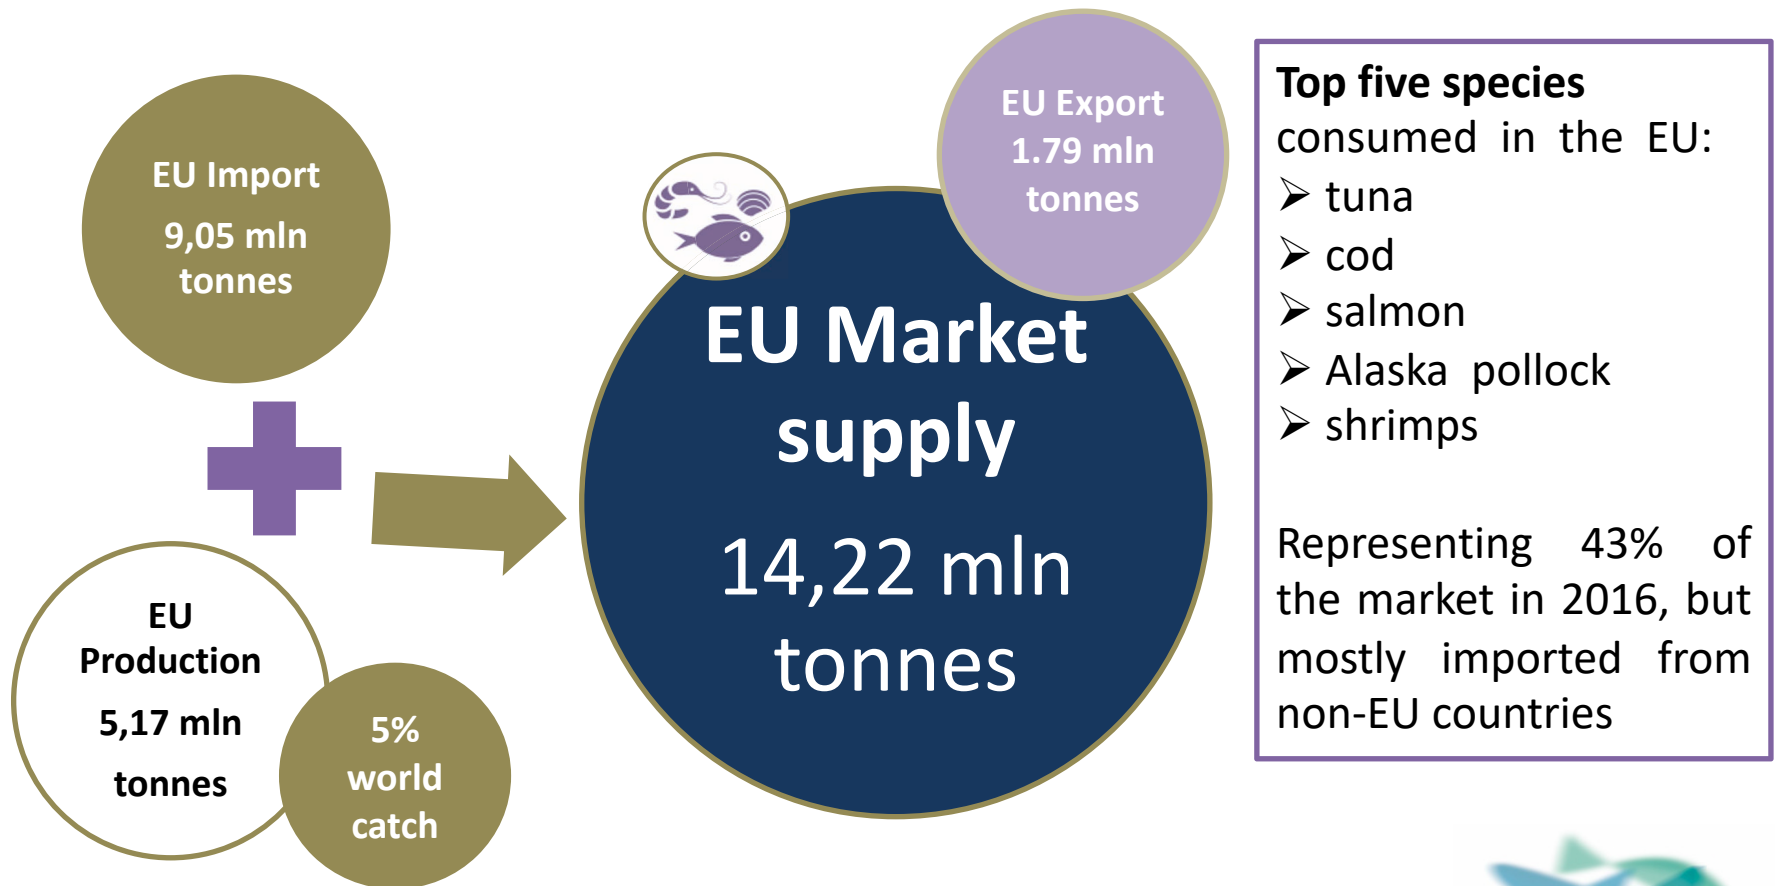 EU Import
9,05 mln
tonnes
EU
Production
5,17 mln
tonnes
5%
world
catch
EU Market
supply
14,22 mln
tonnes
EU Export
1.79 mln
tonnes
Top five species
consumed in the EU:
➢ tuna
➢ cod
➢ salmon
➢ Alaska pollock
➢ shrimps
Representing 43% of
the market in 2016, but
mostly imported from
non-EU countries